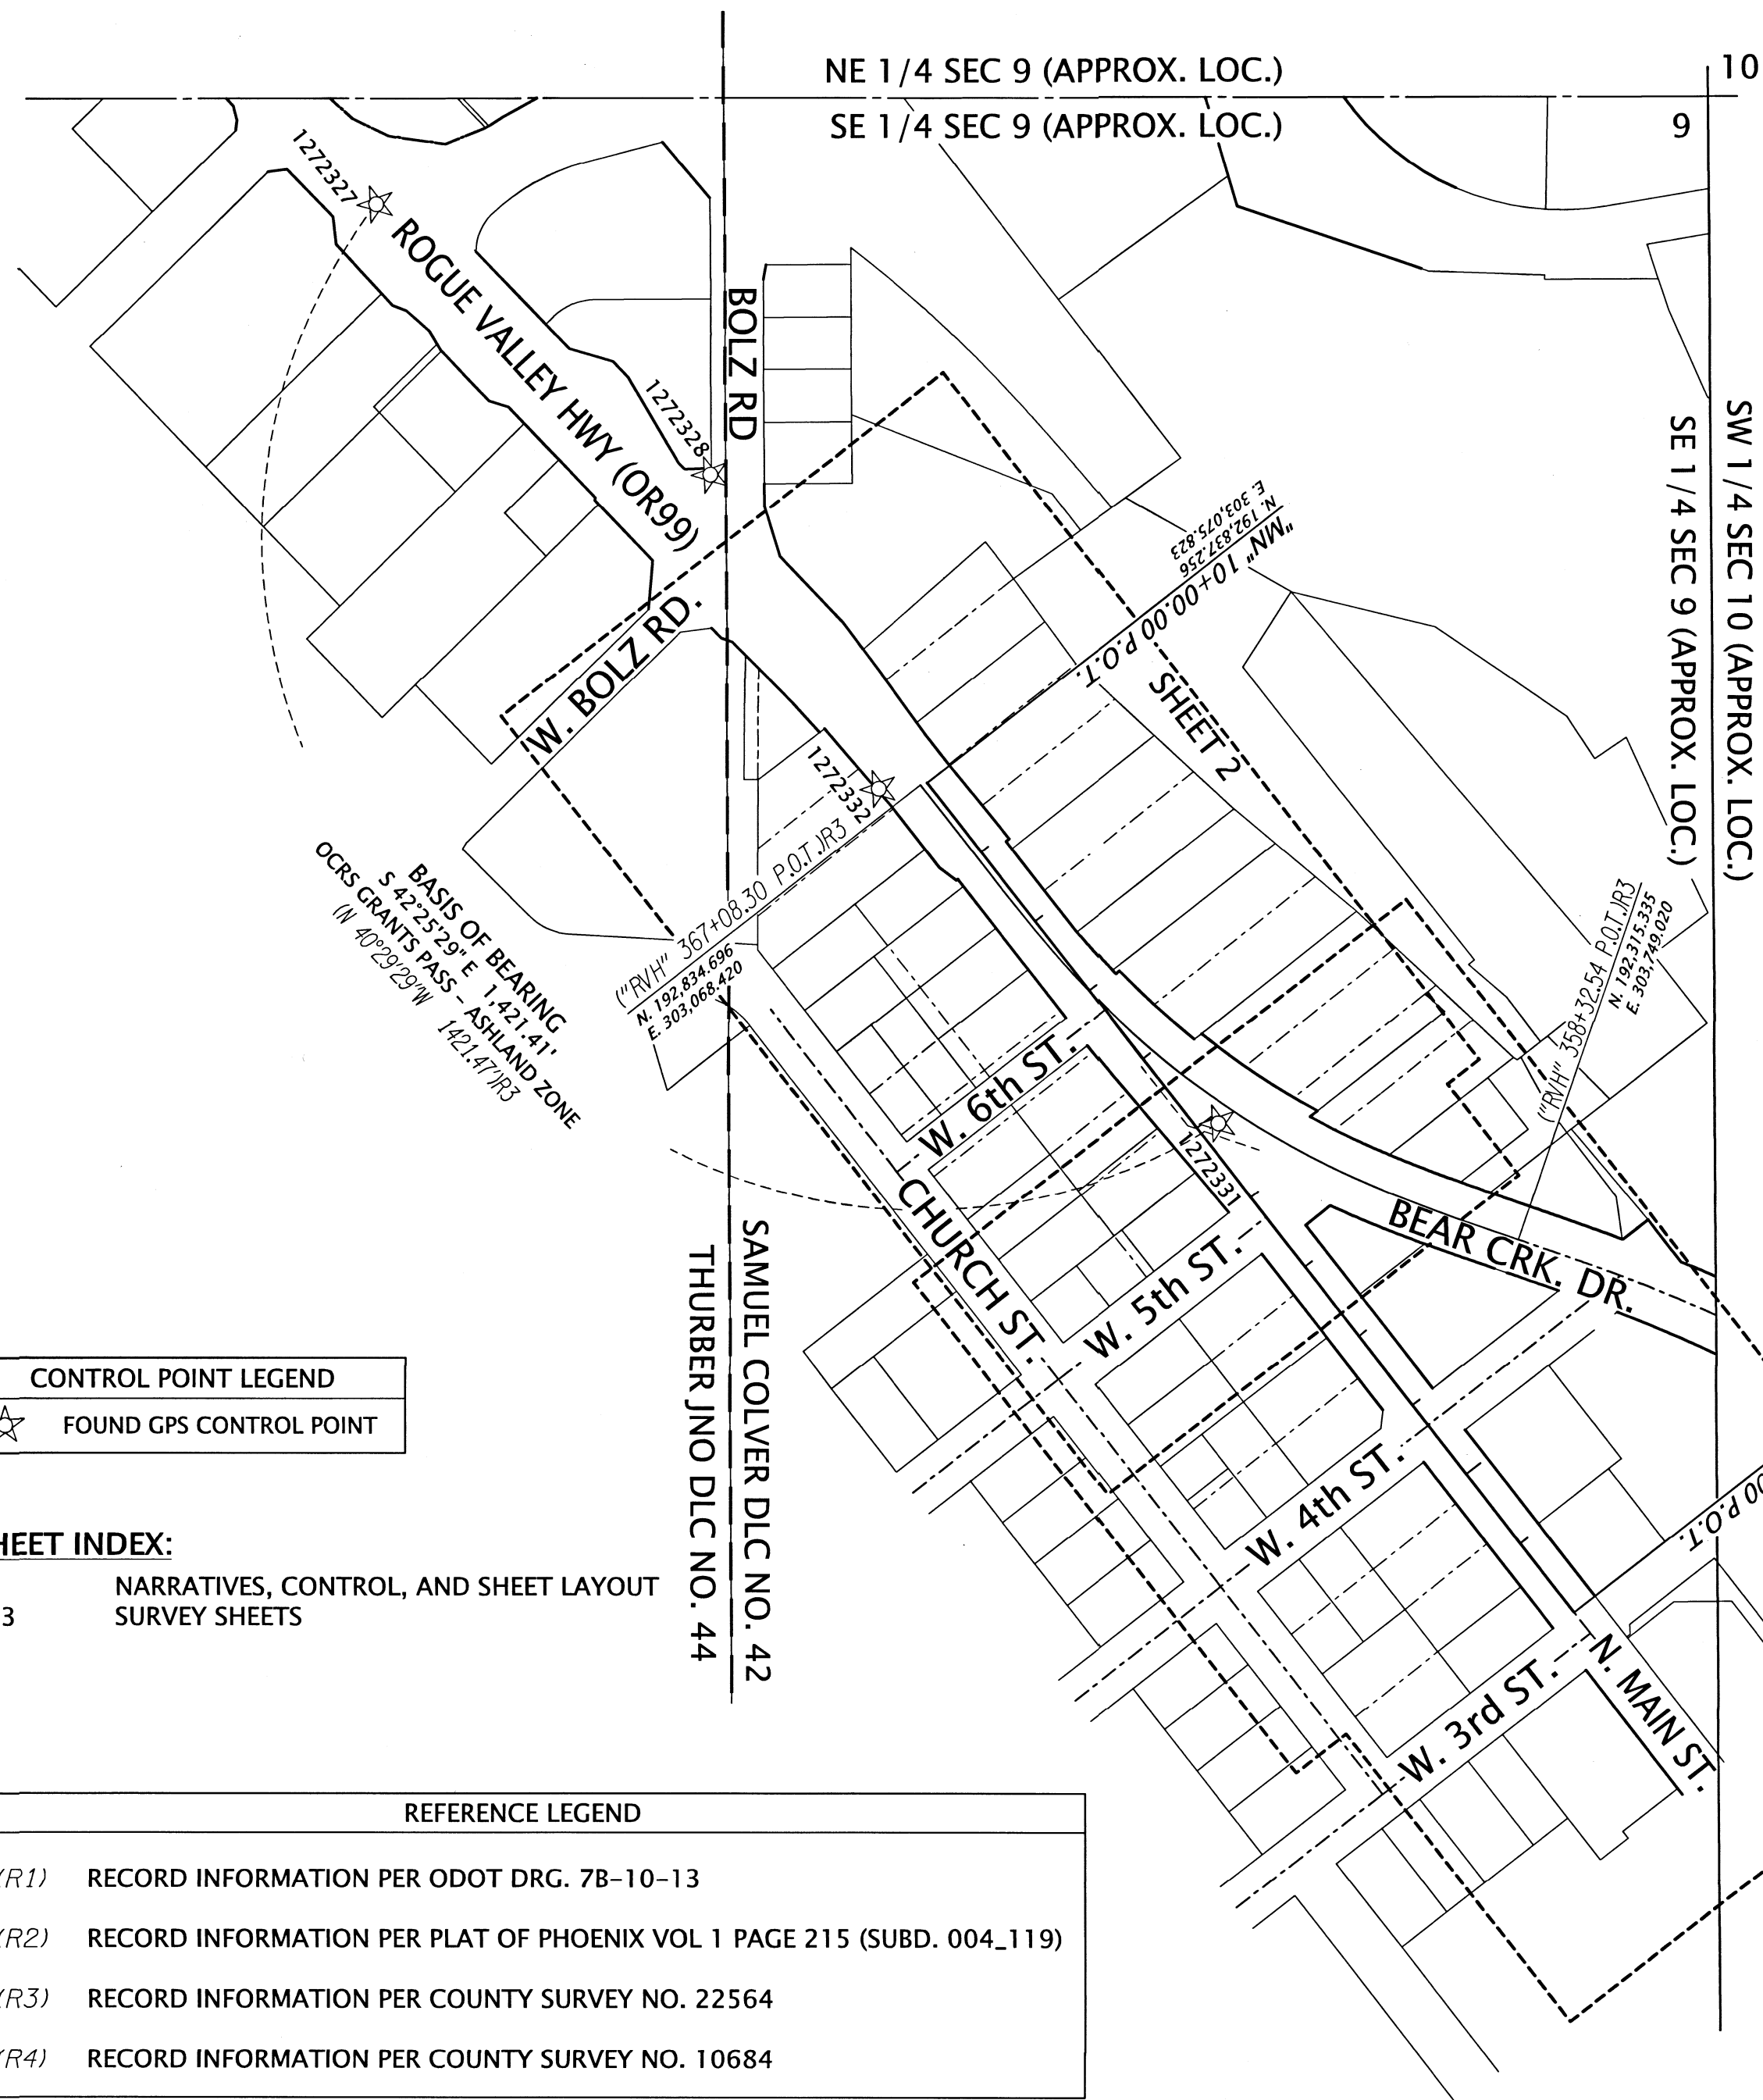 NE 1/4 SEC 9 (APPROX. LOC.)
10
SE 1/4 SEC 9 (APPROX. LOC.)
9
1272327
ROGUE VALLEY HWY (OR99)
BOLZ RD
1272328
SW 1/4 SEC 10 (APPROX. LOC.)
SE 1/4 SEC 9 (APPROX. LOC.)
"MN" 10+00.00 P.O.T.
N. 192,837.256
E. 303,075.823
W. BOLZ RD.
SHEET 2
1272332
("RVH" 367+08.30 P.O.T.)R3
N. 192,834.696
E. 303,068.420
BASIS OF BEARING
S 42°25'29" E 1,421.41'
OCRS GRANTS PASS - ASHLAND ZONE
(N 40°29'29"W 1421.47')R3
("RVH" 358+32.54 P.O.T.)R3
N. 192,315.335
E. 303,749.020
W. 6th ST.
1272331
CHURCH ST.
BEAR CRK. DR.
W. 5th ST.
SAMUEL COLVER DLC NO. 42
THURBER JNO DLC NO. 44
CONTROL POINT LEGEND
FOUND GPS CONTROL POINT
W. 4th ST.
00 P.O.T.
HEET INDEX:
NARRATIVES, CONTROL, AND SHEET LAYOUT
3 SURVEY SHEETS
W. 3rd ST.
N. MAIN ST.
REFERENCE LEGEND
(R1) RECORD INFORMATION PER ODOT DRG. 7B-10-13
(R2) RECORD INFORMATION PER PLAT OF PHOENIX VOL 1 PAGE 215 (SUBD. 004_119)
(R3) RECORD INFORMATION PER COUNTY SURVEY NO. 22564
(R4) RECORD INFORMATION PER COUNTY SURVEY NO. 10684